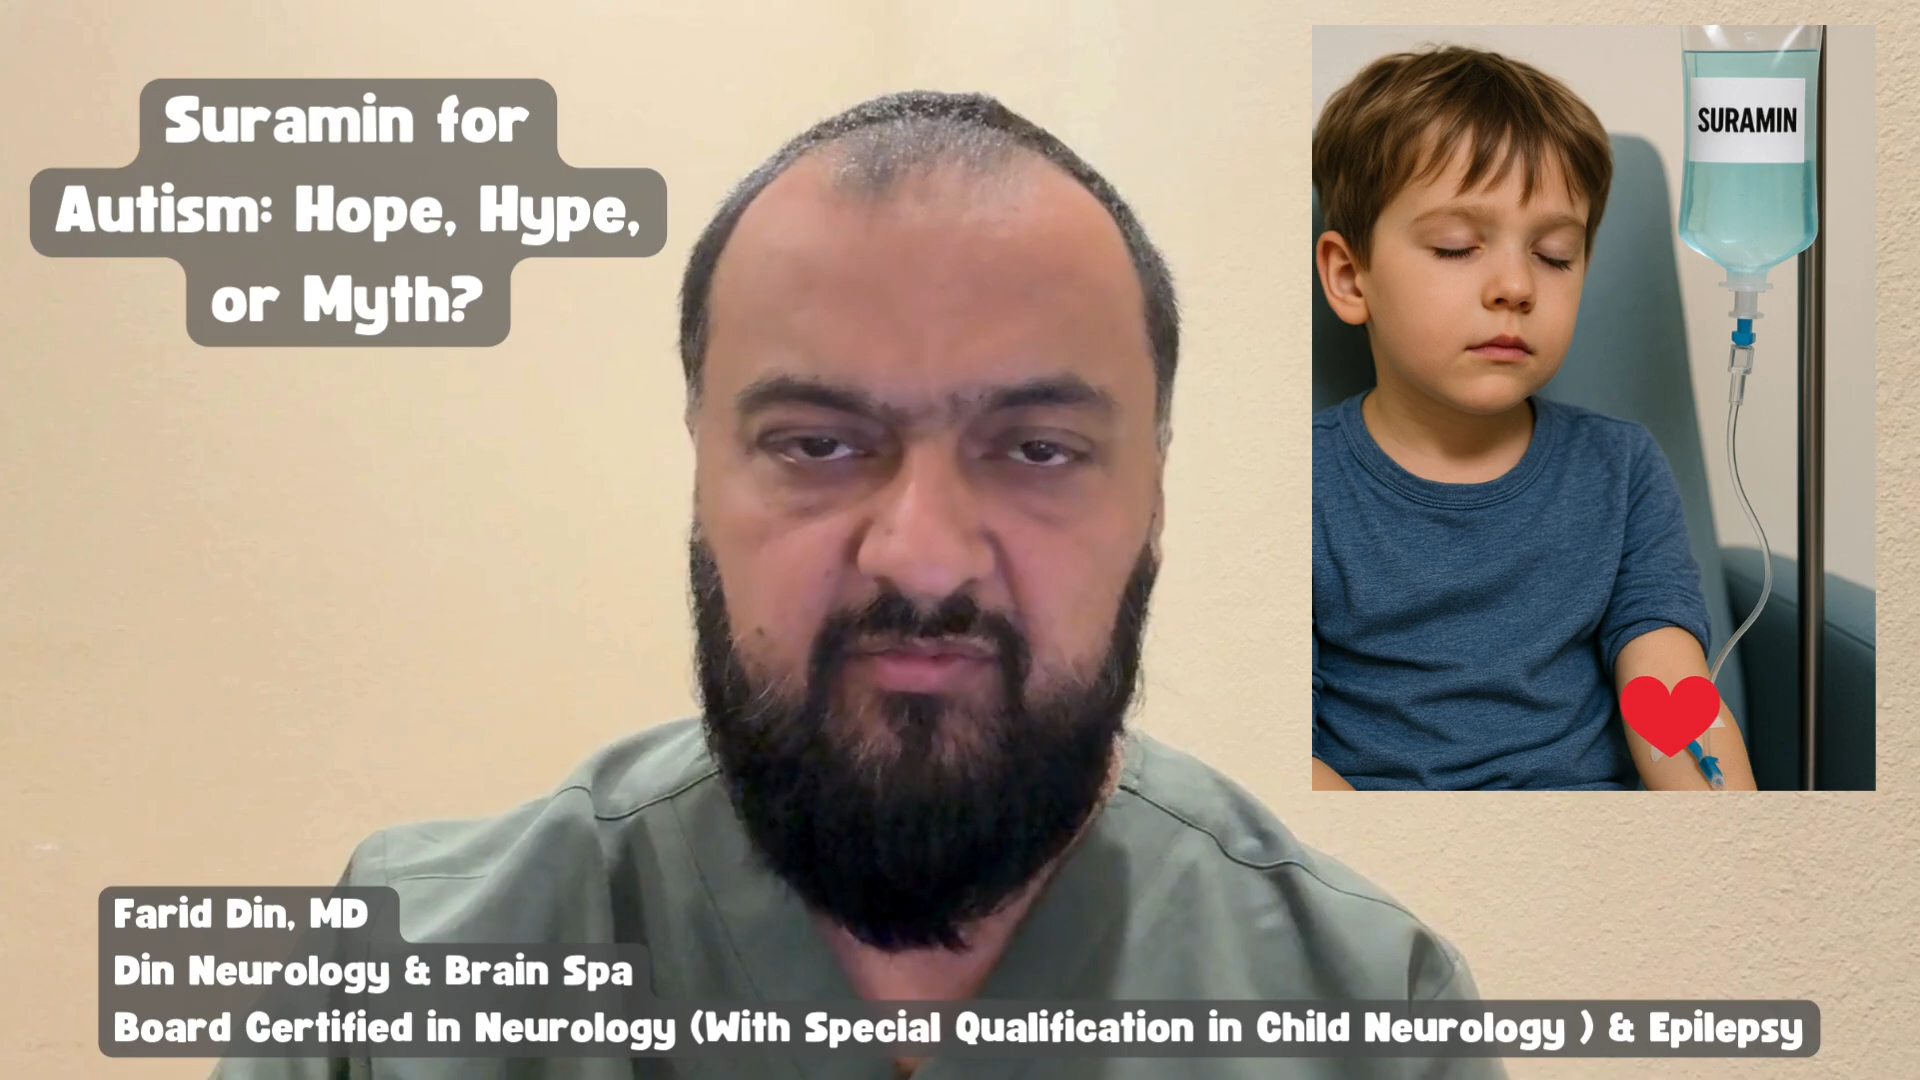 Suramin for
Autism: Hope, Hype,
or Myth?
SURAMIN
Farid Din, MD
Din Neurology & Brain Spa
Board Certified in Neurology (With Special Qualification in Child Neurology ) & Epilepsy